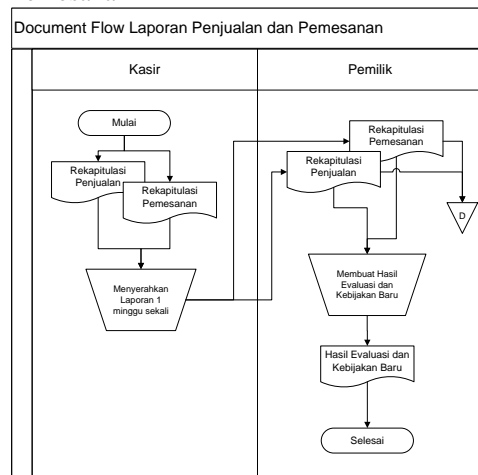 Document Flow Laporan Penjualan dan Pemesanan
Kasir
Pemilik
Mulai
Rekapitulasi
Penjualan
Rekapitulasi
Pemesanan
Menyerahkan
Laporan 1
minggu sekali
Rekapitulasi
Pemesanan
Rekapitulasi
Penjualan
D
Membuat Hasil
Evaluasi dan
Kebijakan Baru
Hasil Evaluasi dan
Kebijakan Baru
Selesai